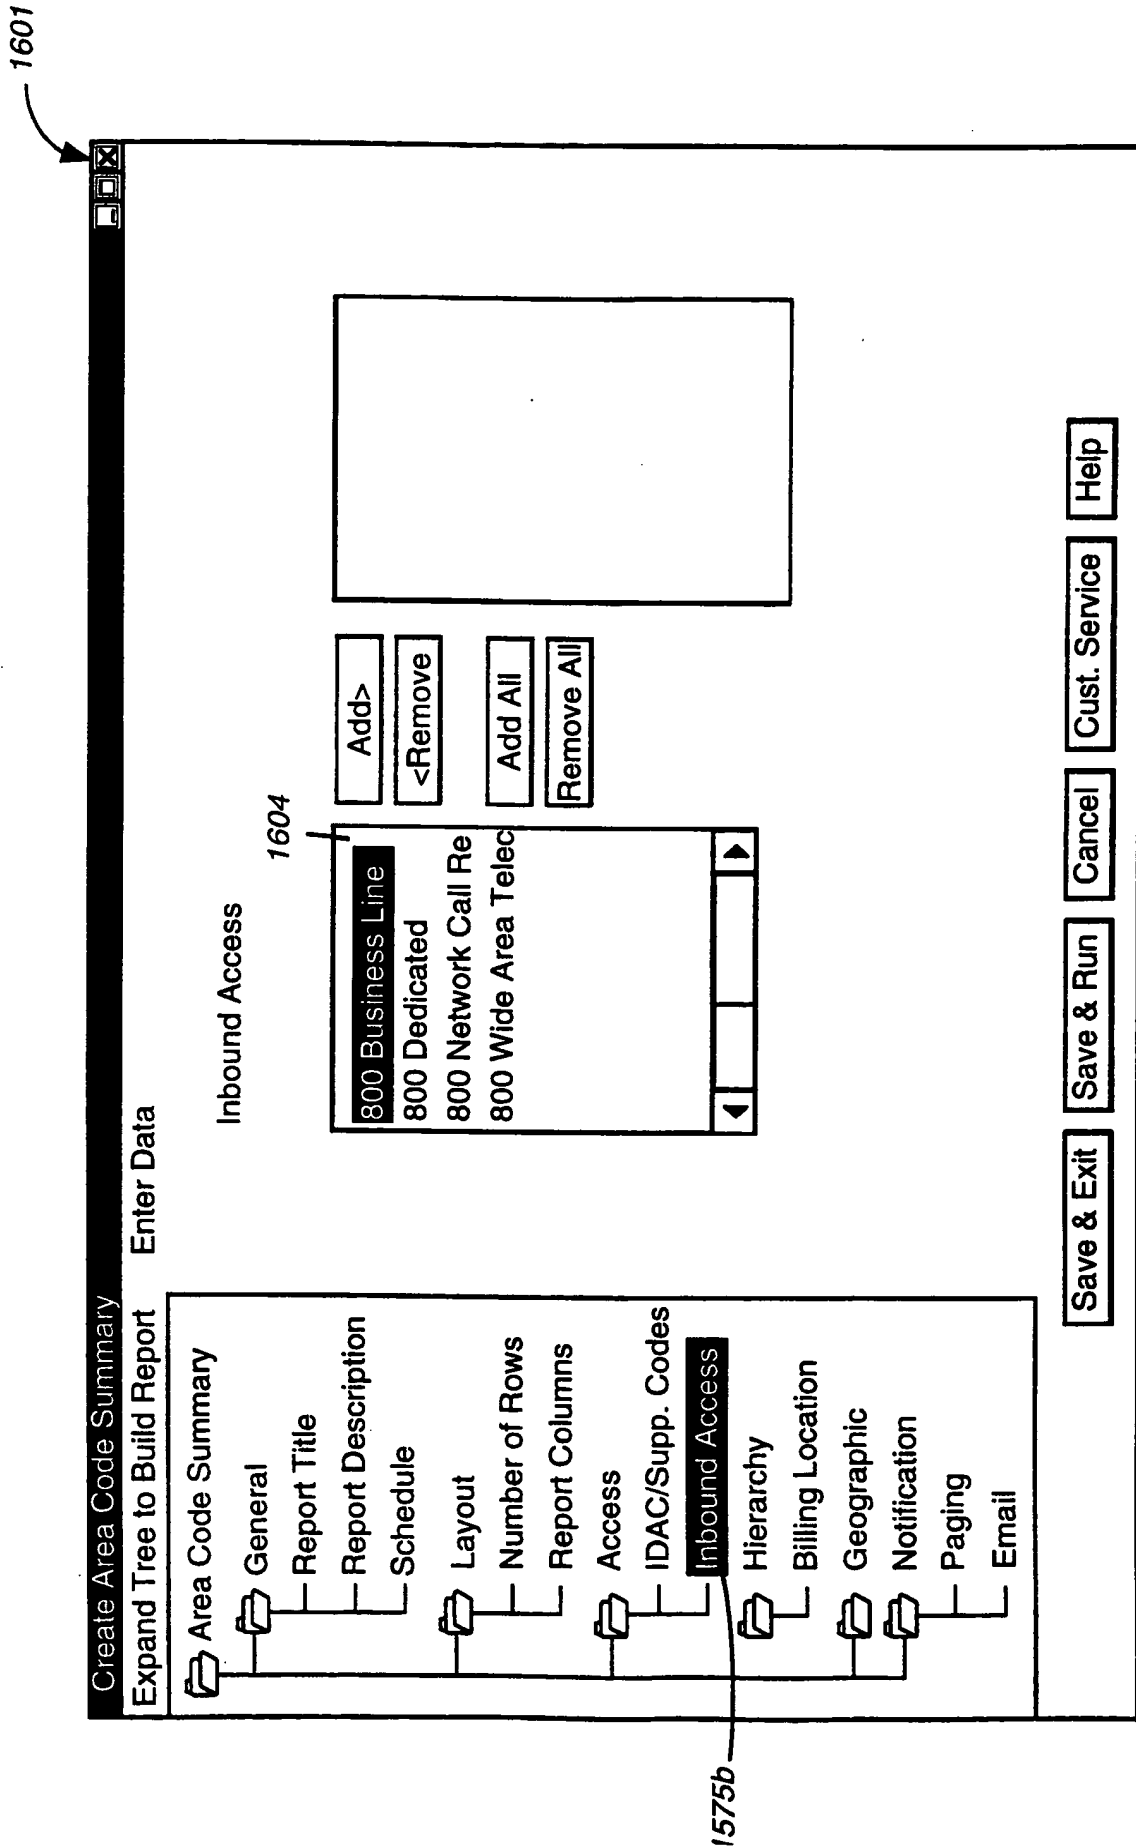 1601
Create Area Code Summary
Expand Tree to Build Report
Enter Data
Area Code Summary
General
Report Title
Report Description
Schedule
Layout
Number of Rows
Report Columns
Access
IDAC/Supp. Codes
Inbound Access
Hierarchy
Billing Location
Geographic
Notification
Paging
Email
1575b
Inbound Access
1604
800 Business Line
800 Dedicated
800 Network Call Re
800 Wide Area Telec
Add>
<Remove
Add All
Remove All
Save & Exit
Save & Run
Cancel
Cust. Service
Help